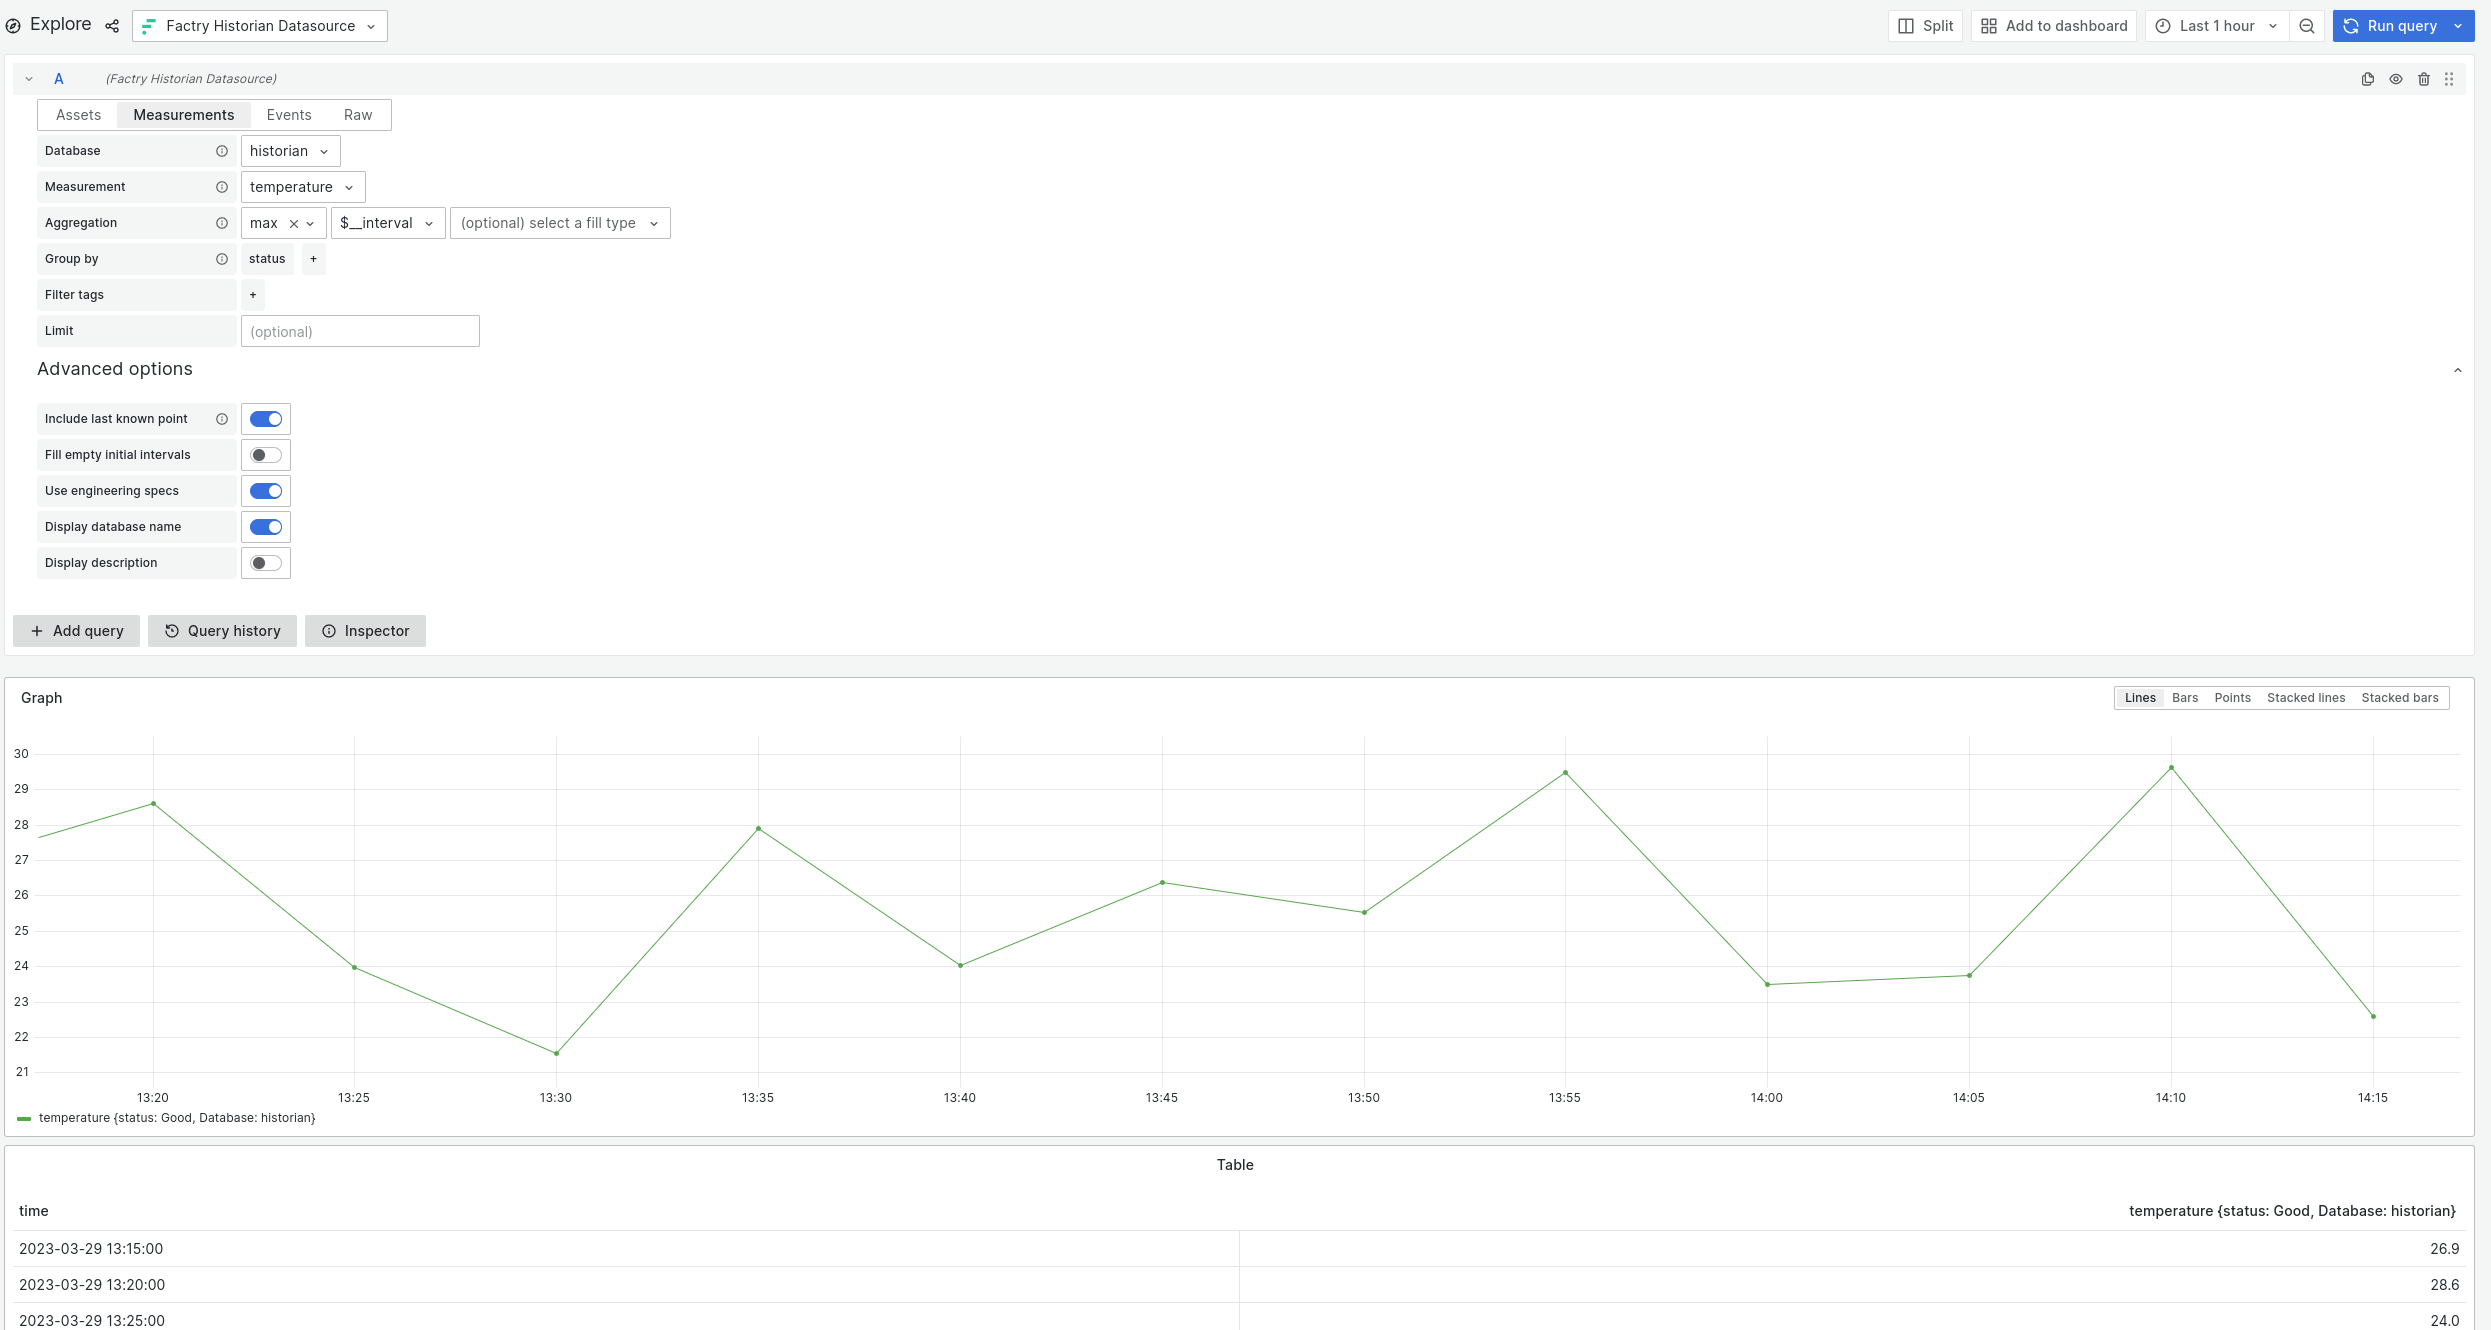 Explore Factry Historian Datasource Split Add to dashboard Last 1 hour Run query
A (Factry Historian Datasource)
Assets Measurements Events Raw
Database historian
Measurement temperature
Aggregation max $__interval (optional) select a fill type
Group by status +
Filter tags +
Limit (optional)
Advanced options
Include last known point
Fill empty initial intervals
Use engineering specs
Display database name
Display description
+ Add query Query history Inspector
Graph Lines Bars Points Stacked lines Stacked bars
30
29
28
27
26
25
24
23
22
21
13:20 13:25 13:30 13:35 13:40 13:45 13:50 13:55 14:00 14:05 14:10 14:15
temperature {status: Good, Database: historian}
Table
time temperature {status: Good, Database: historian}
2023-03-29 13:15:00 26.9
2023-03-29 13:20:00 28.6
2023-03-29 13:25:00 24.0